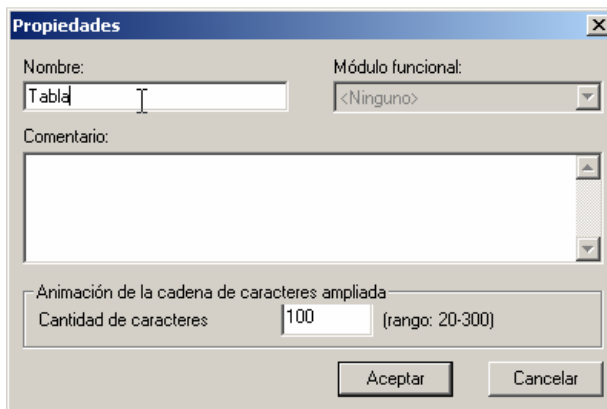 Propiedades
Nombre:
Módulo funcional:
Tabla
<Ninguno>
Comentario:
Animación de la cadena de caracteres ampliada
Cantidad de caracteres 100 (rango: 20-300)
Aceptar Cancelar